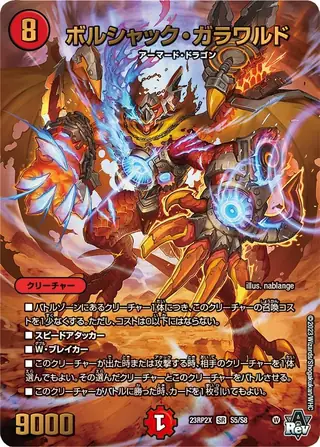 8
ボルシャック・ガラワルド
アーマード・ドラゴン
illus. nablange
クリーチャー
■バトルゾーンにあるクリーチャー1体につき、このクリーチャーの召喚コス
トを1少なくする。ただし、コストは0以下にはならない。
■スピードアタッカー
■W・ブレイカー
■このクリーチャーが出た時または攻撃する時、相手のクリーチャーを1体
選んでもよい。その選んだクリーチャーとこのクリーチャーをバトルさせる。
■このクリーチャーがバトルに勝った時、カードを1枚引いてもよい。
©2023 Wizards/Shogakukan/WHC
9000
23RP2X SR S5/S8
W
Rev